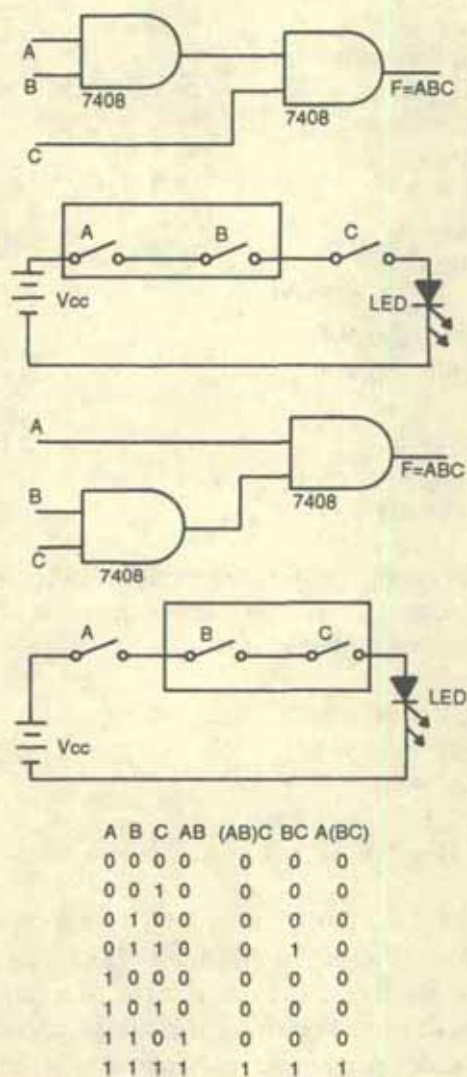 A
B
7408
7408
F=ABC
C
A B C
Vcc
LED
A
F=ABC
B
7408
C
7408
A B C
LED
Vcc
A B C AB (AB)C BC A(BC)
0 0 0 0 0 0 0
0 0 1 0 0 0 0
0 1 0 0 0 0 0
0 1 1 0 0 1 0
1 0 0 0 0 0 0
1 0 1 0 0 0 0
1 1 0 1 0 0 0
1 1 1 1 1 1 1